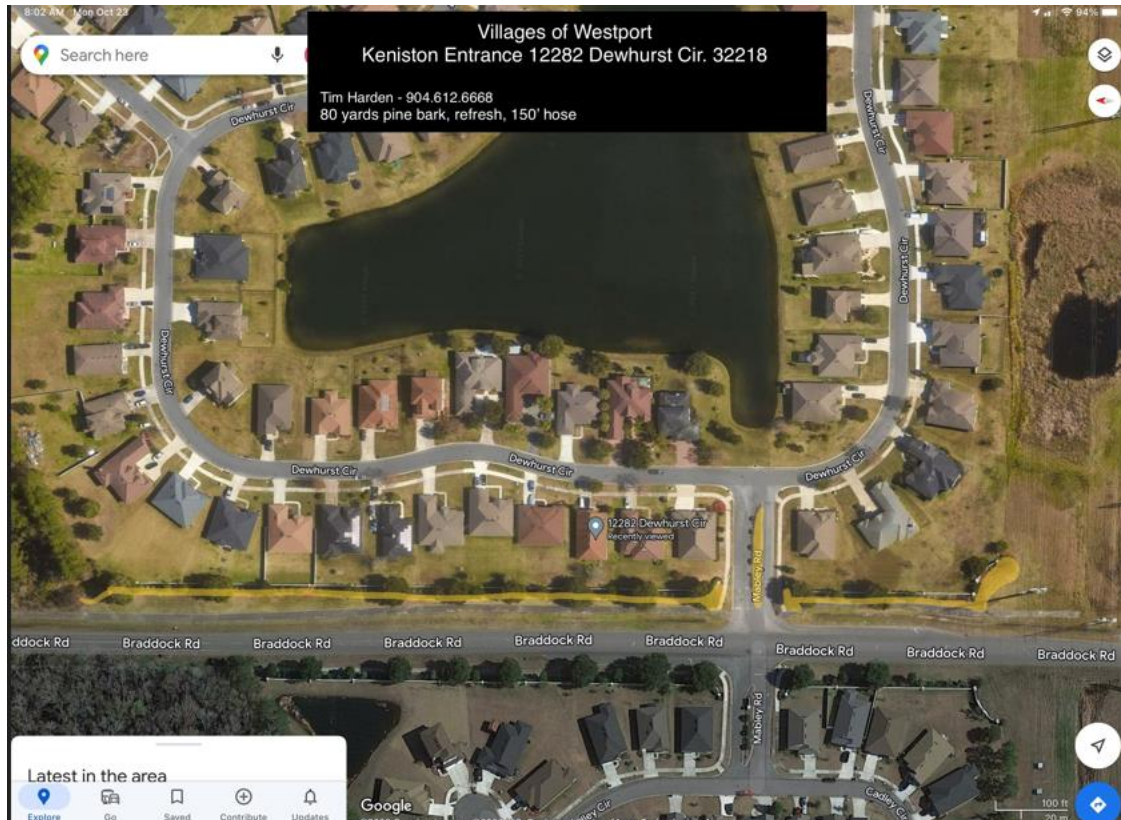 8:02 AM Mon Oct 23
94%
Villages of Westport
Keniston Entrance 12282 Dewhurst Cir. 32218
Tim Harden - 904.612.6668
80 yards pine bark, refresh, 150' hose
Search here
Dewhurst Cir
Dewhurst Cir
Dewhurst Cir
Dewhurst Cir
Dewhurst Cir
Dewhurst Cir
Dewhurst Cir
12282 Dewhurst Cir
Recently viewed
Mabley Rd
ddock Rd
Braddock Rd
Braddock Rd
Braddock Rd
Braddock Rd
Braddock Rd
Braddock Rd
Braddock Rd
Braddock Rd
Mabley Rd
Cadley Cir
Cir
Latest in the area
Google
100 ft
20 m
Explore
Go
Saved
Contribute
Updates